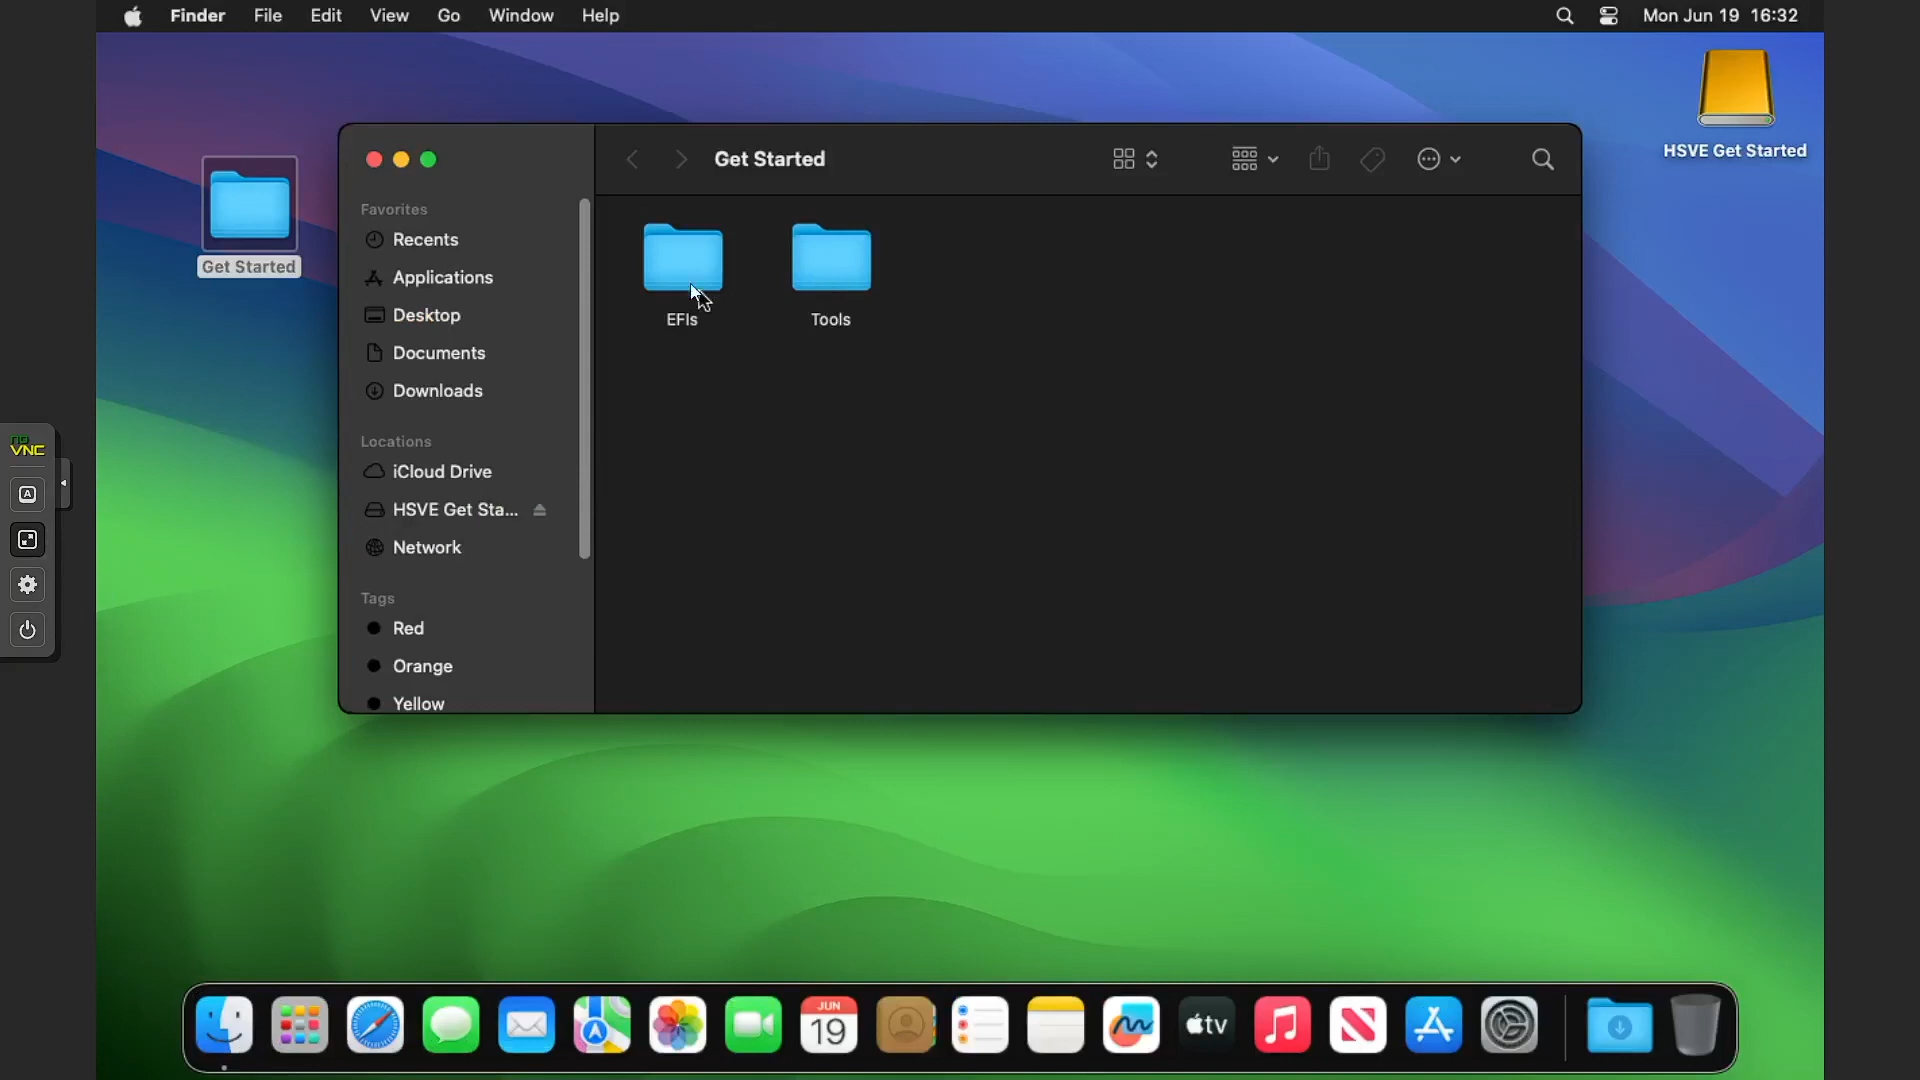 Finder File Edit View Go Window Help Mon Jun 19 16:32
HSVE Get Started
Get Started
Get Started
Favorites
Recents
Applications
Desktop
Documents
Downloads
Locations
iCloud Drive
HSVE Get Sta...
Network
Tags
Red
Orange
Yellow
EFIs
Tools
no
VNC
A
JUN
19
tv